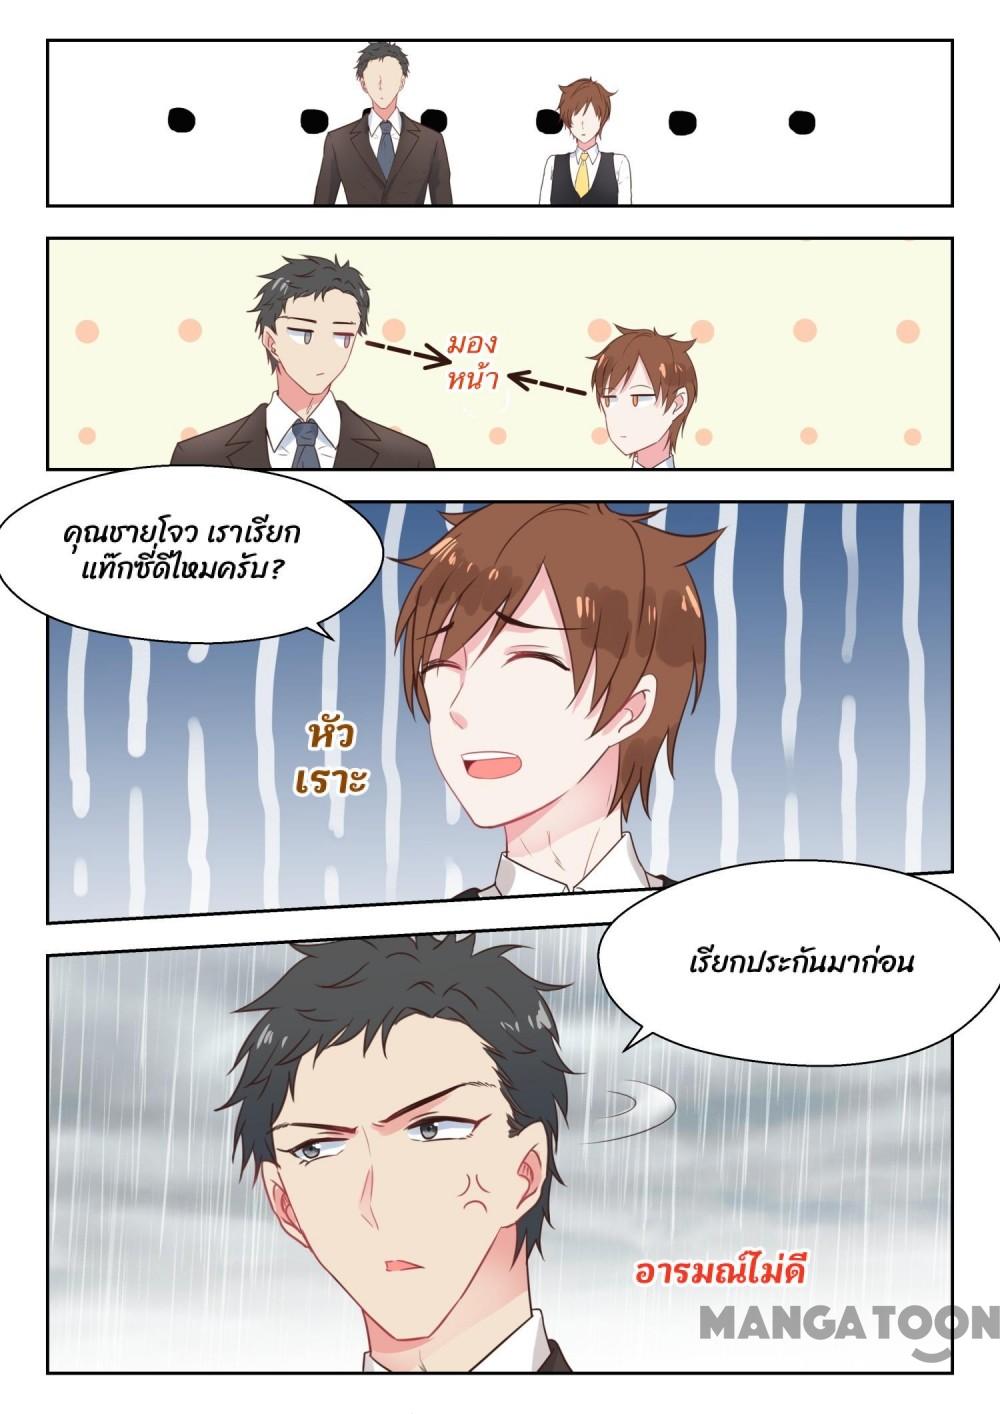 มอง
หน้า
คุณชายโจว เราเรียก
แท๊กซี่ดีไหมครับ?
หัว
เราะ
เรียกประกันมาก่อน
อารมณ์ไม่ดี
MANGATOON